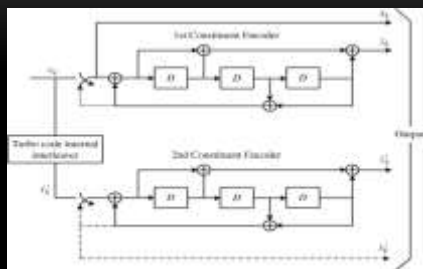 1st Constituent Encoder
D D D
Output
Turbo code internal
interleaver
2nd Constituent Encoder
D D D